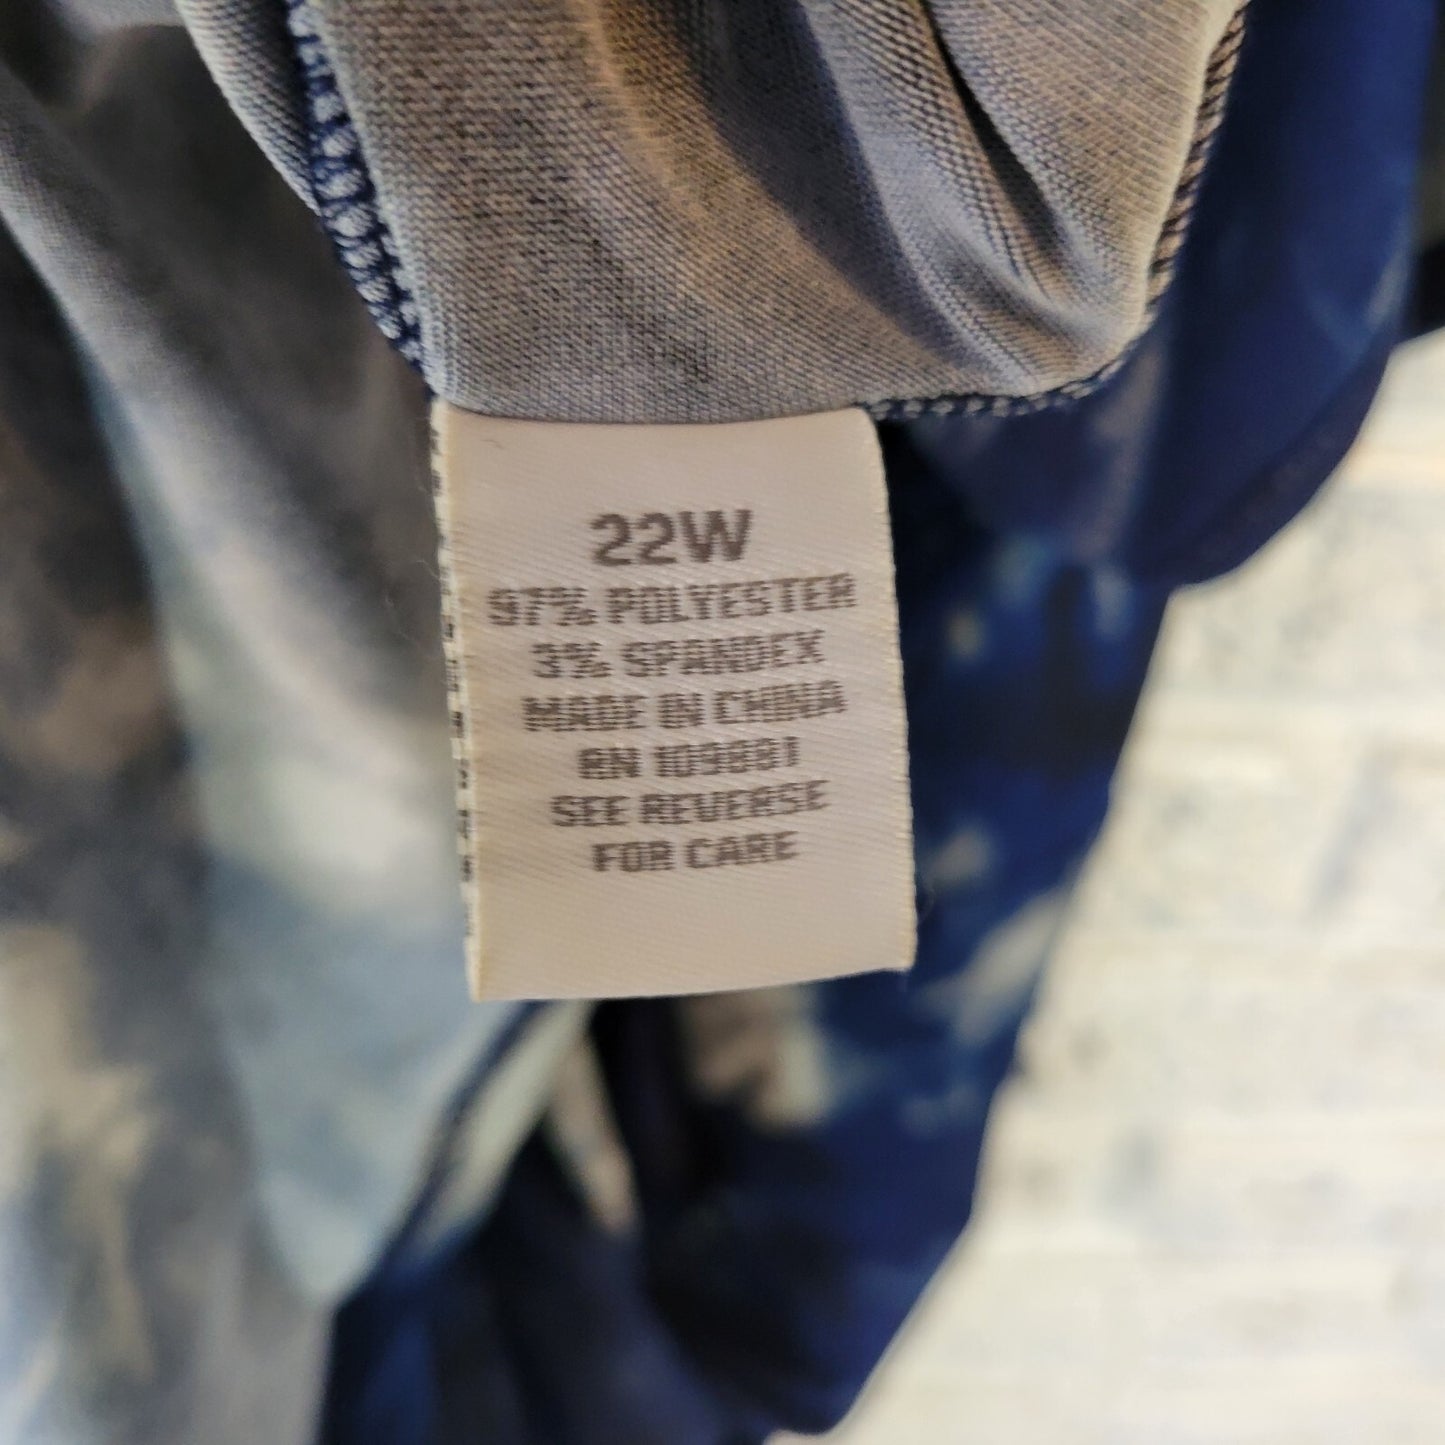 22W
97% POLYESTER
3% SPANDEX
MADE IN CHINA
RN 109881
SEE REVERSE
FOR CARE